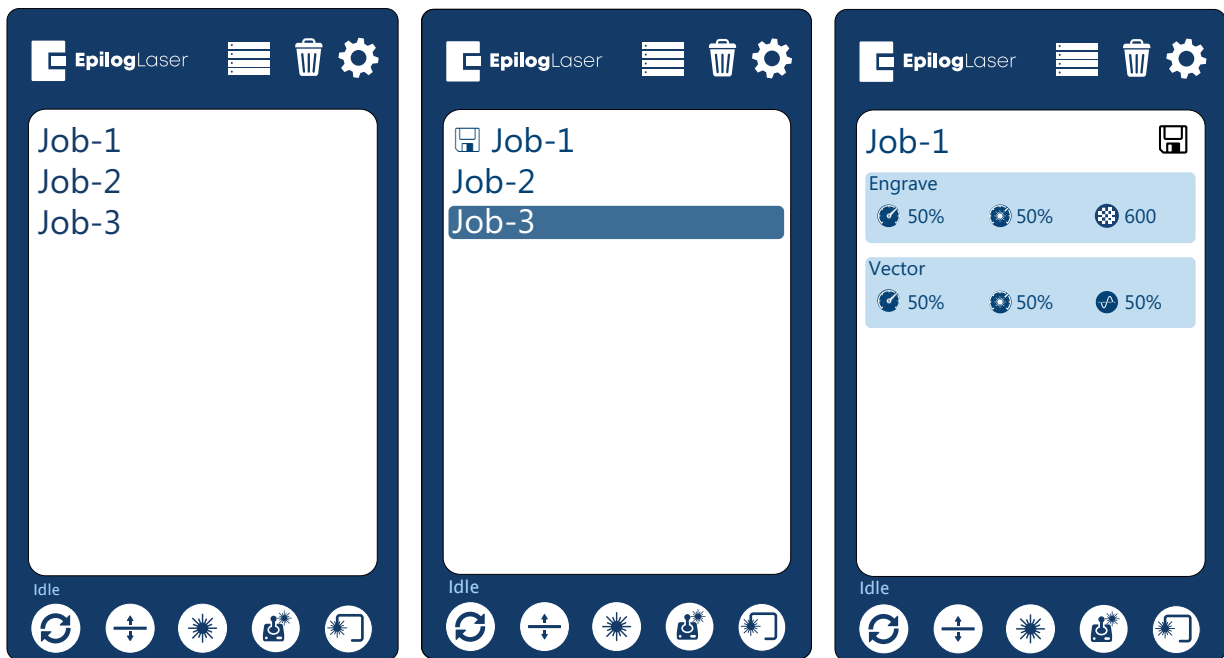 EpilogLaser
Job-1
Job-2
Job-3
Idle
EpilogLaser
Job-1
Job-2
Job-3
Idle
EpilogLaser
Job-1
Engrave
50% 50% 600
Vector
50% 50% 50%
Idle